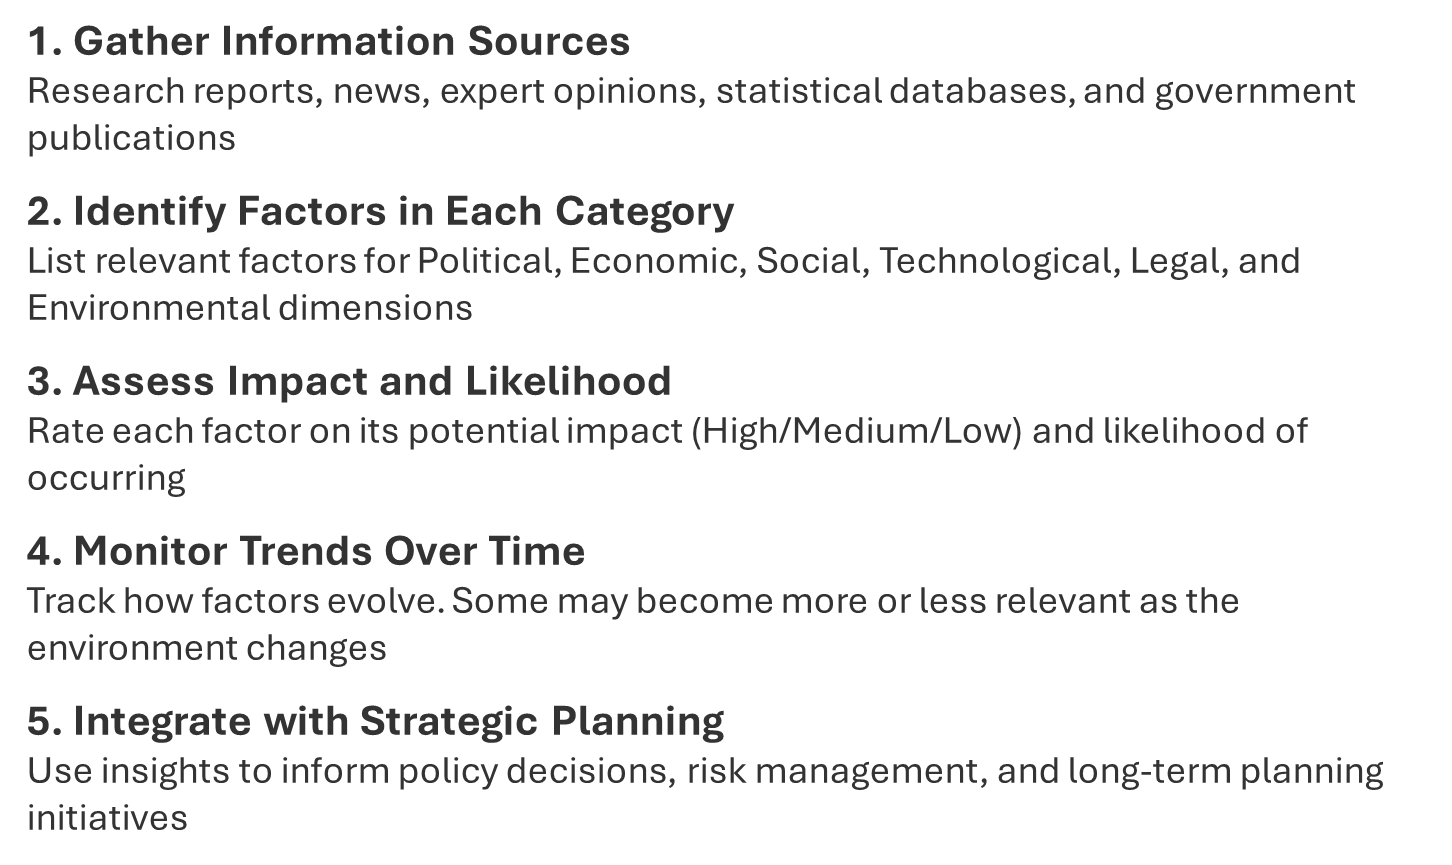 1. Gather Information Sources
Research reports, news, expert opinions, statistical databases, and government
publications
2. Identify Factors in Each Category
List relevant factors for Political, Economic, Social, Technological, Legal, and
Environmental dimensions
3. Assess Impact and Likelihood
Rate each factor on its potential impact (High/Medium/Low) and likelihood of
occurring
4. Monitor Trends Over Time
Track how factors evolve. Some may become more or less relevant as the
environment changes
5. Integrate with Strategic Planning
Use insights to inform policy decisions, risk management, and long-term planning
initiatives